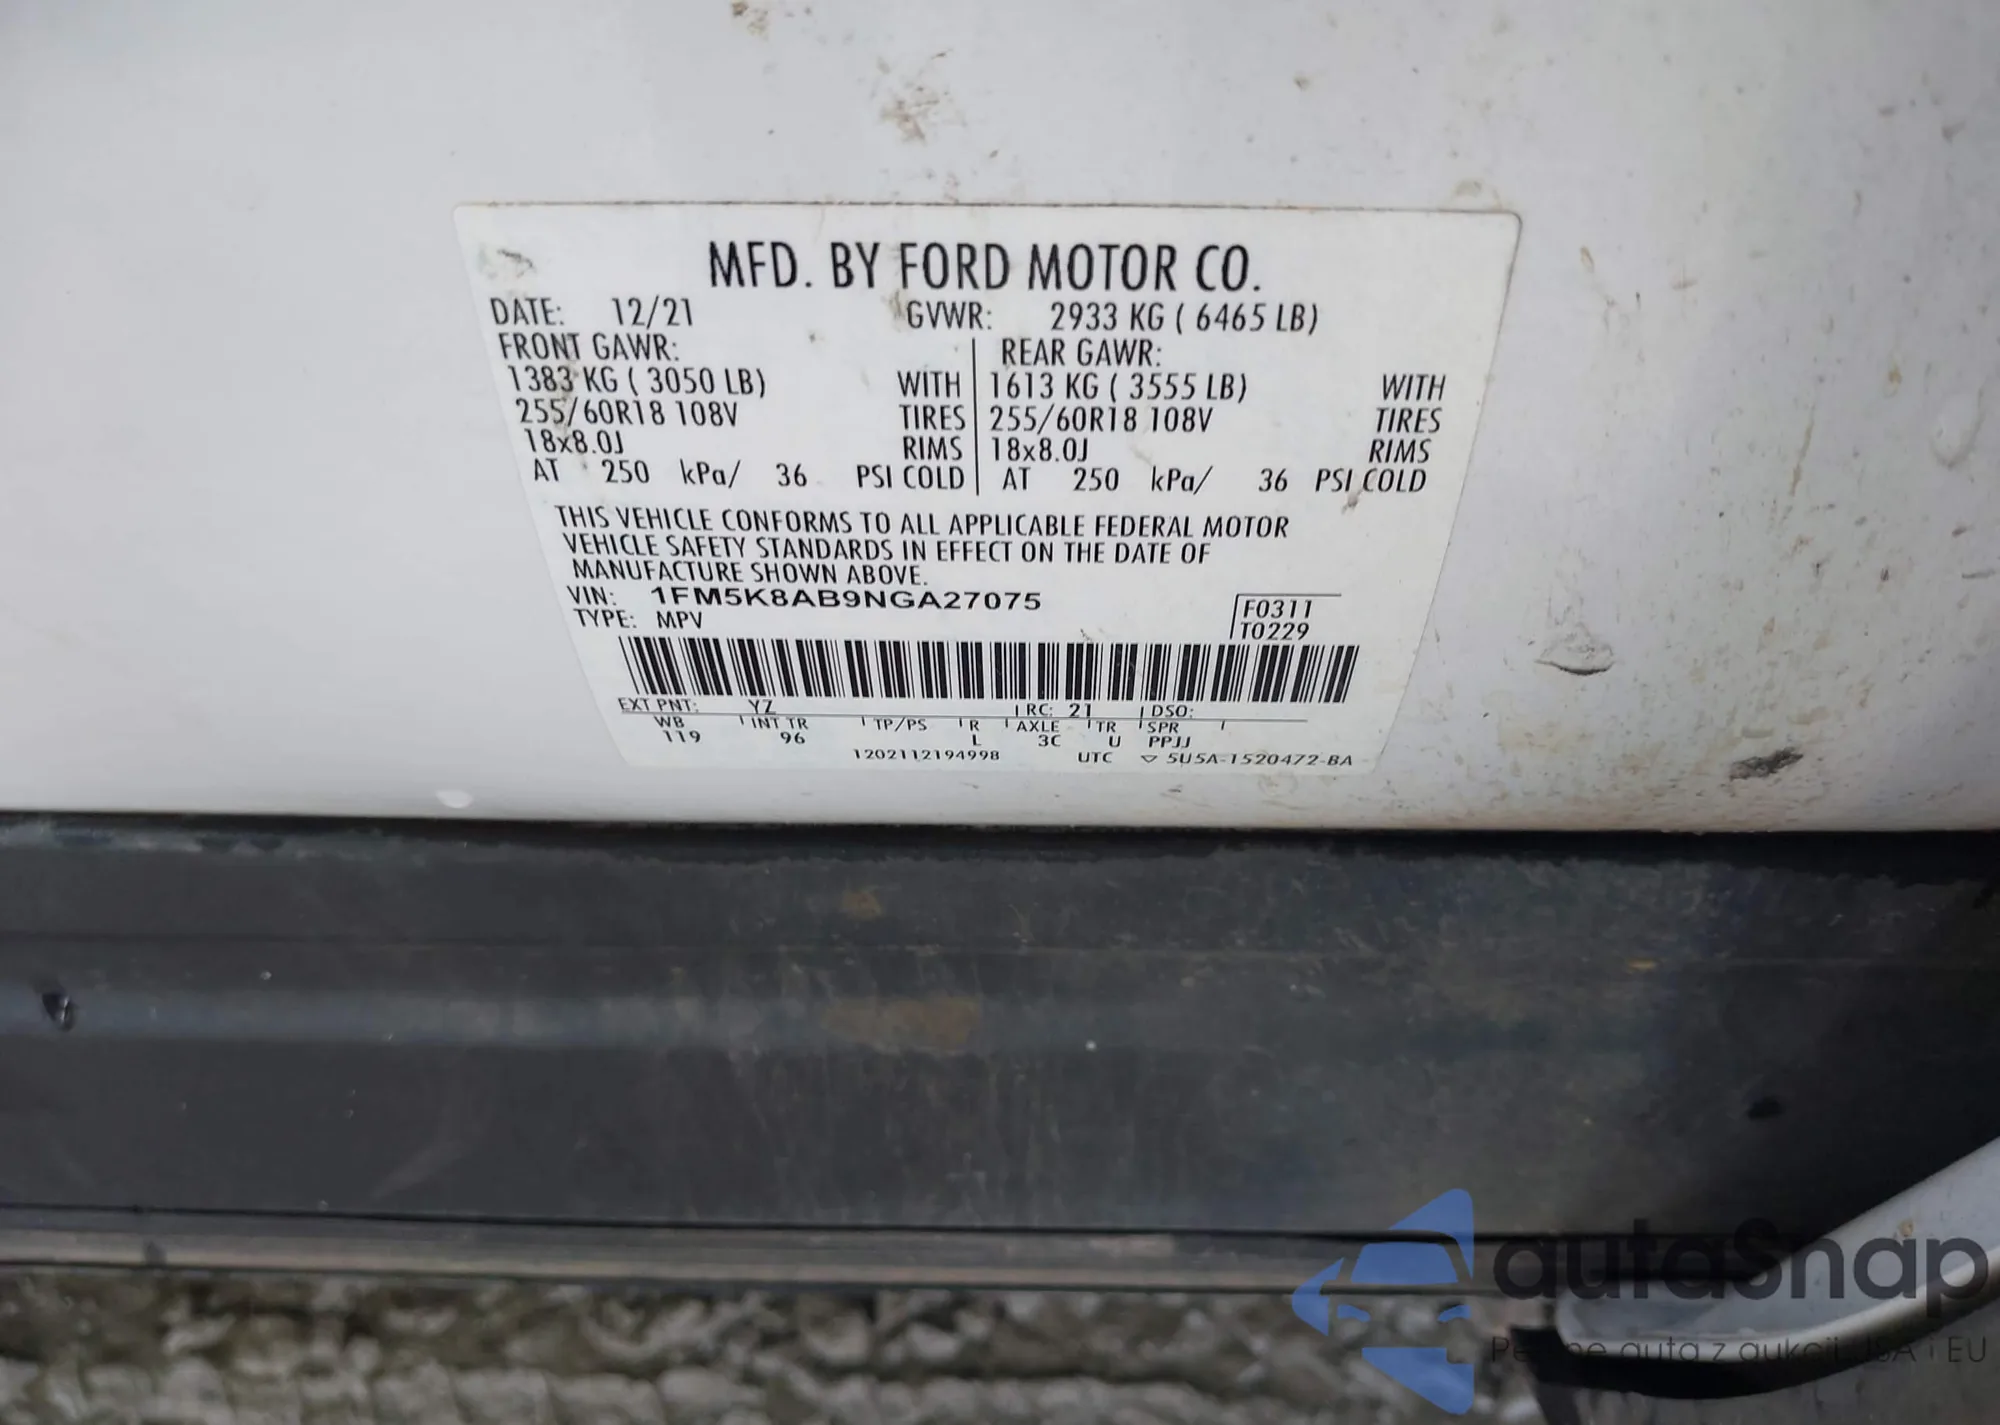 MFD. BY FORD MOTOR CO.
DATE: 12/21 GVWR: 2933 KG ( 6465 LB)
FRONT GAWR: REAR GAWR:
1383 KG ( 3050 LB) WITH 1613 KG ( 3555 LB) WITH
255/60R18 108V TIRES 255/60R18 108V TIRES
18x8.0J RIMS 18x8.0J RIMS
AT 250 kPa/ 36 PSI COLD AT 250 kPa/ 36 PSI COLD
THIS VEHICLE CONFORMS TO ALL APPLICABLE FEDERAL MOTOR
VEHICLE SAFETY STANDARDS IN EFFECT ON THE DATE OF
MANUFACTURE SHOWN ABOVE.
VIN: 1FM5K8AB9NGA27075 F0311
TYPE: MPV T0229
EXT PNT: YZ RC: 21 DSO:
WB INT TR TP/PS R AXLE TR SPR
119 96 L 3C U PPJJ
1202112194998 UTC ▽ 5U5A-1520472-BA
autoSnap
auta z aukcji USA i EU